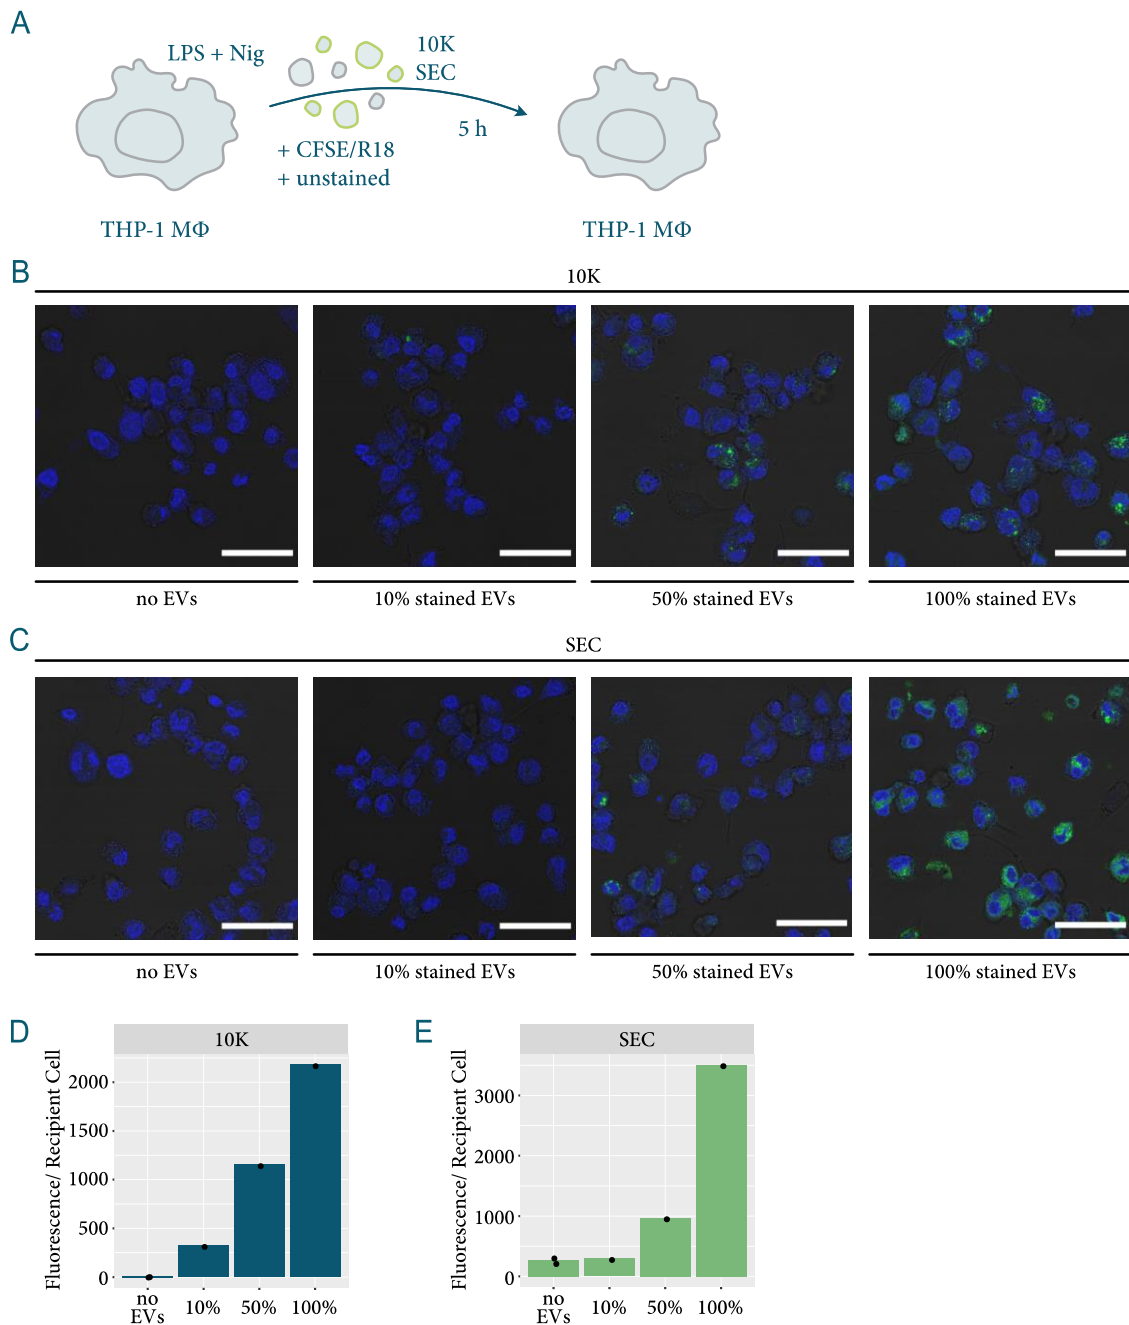 A
LPS + Nig
10K
SEC
5 h
+ CFSE/R18
+ unstained
THP-1 MΦ
THP-1 MΦ
B
10K
no EVs
10% stained EVs
50% stained EVs
100% stained EVs
C
SEC
no EVs
10% stained EVs
50% stained EVs
100% stained EVs
D
10K
Fluorescence/ Recipient Cell
2000
1500
1000
500
0
no
EVs
10%
50%
100%
E
SEC
Fluorescence/ Recipient Cell
3000
2000
1000
0
no
EVs
10%
50%
100%